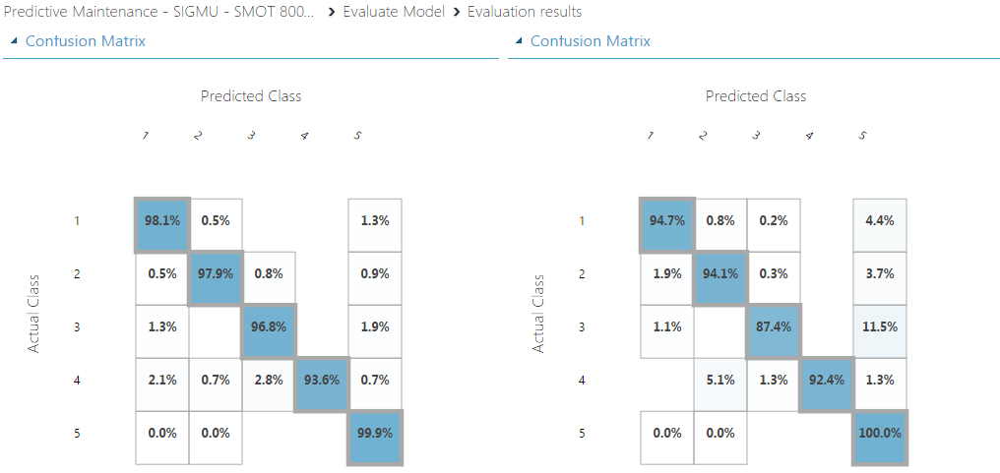 Predictive Maintenance - SIGMU - SMOT 800... › Evaluate Model › Evaluation results
Confusion Matrix
Predicted Class
1 2 3 4 5
Actual Class
1 98.1% 0.5% 1.3%
2 0.5% 97.9% 0.8% 0.9%
3 1.3% 96.8% 1.9%
4 2.1% 0.7% 2.8% 93.6% 0.7%
5 0.0% 0.0% 99.9%
Confusion Matrix
Predicted Class
1 2 3 4 5
Actual Class
1 94.7% 0.8% 0.2% 4.4%
2 1.9% 94.1% 0.3% 3.7%
3 1.1% 87.4% 11.5%
4 5.1% 1.3% 92.4% 1.3%
5 0.0% 0.0% 100.0%